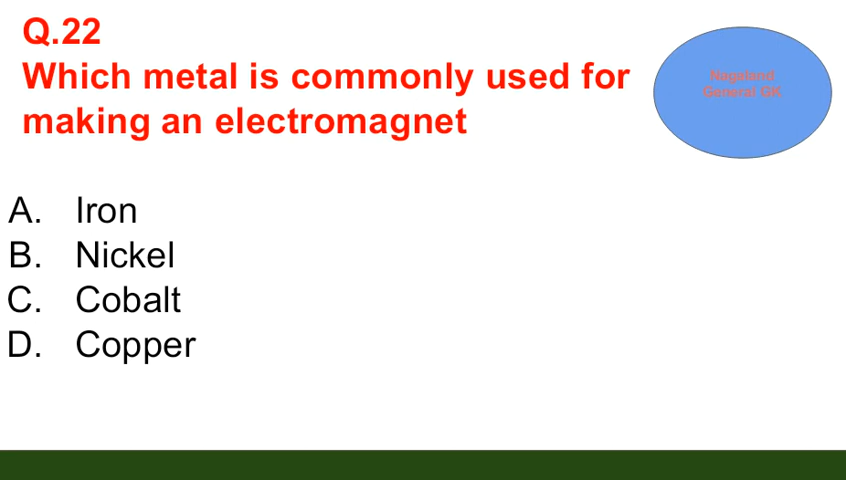 Q.22
Which metal is commonly used for
making an electromagnet
Nagaland
General GK
A. Iron
B. Nickel
C. Cobalt
D. Copper